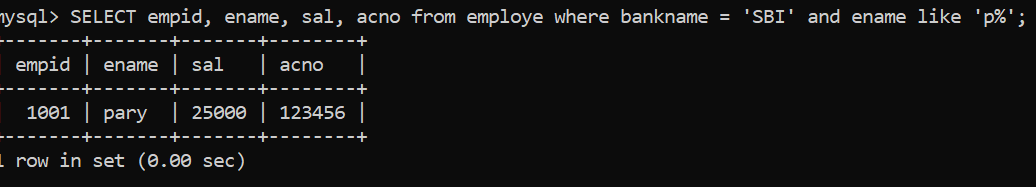 mysql> SELECT empid, ename, sal, acno from employe where bankname = 'SBI' and ename like 'p%';
-------+-------+-------+--------+
| empid | ename | sal   | acno   |
-------+-------+-------+--------+
|  1001 | pary  | 25000 | 123456 |
-------+-------+-------+--------+
1 row in set (0.00 sec)